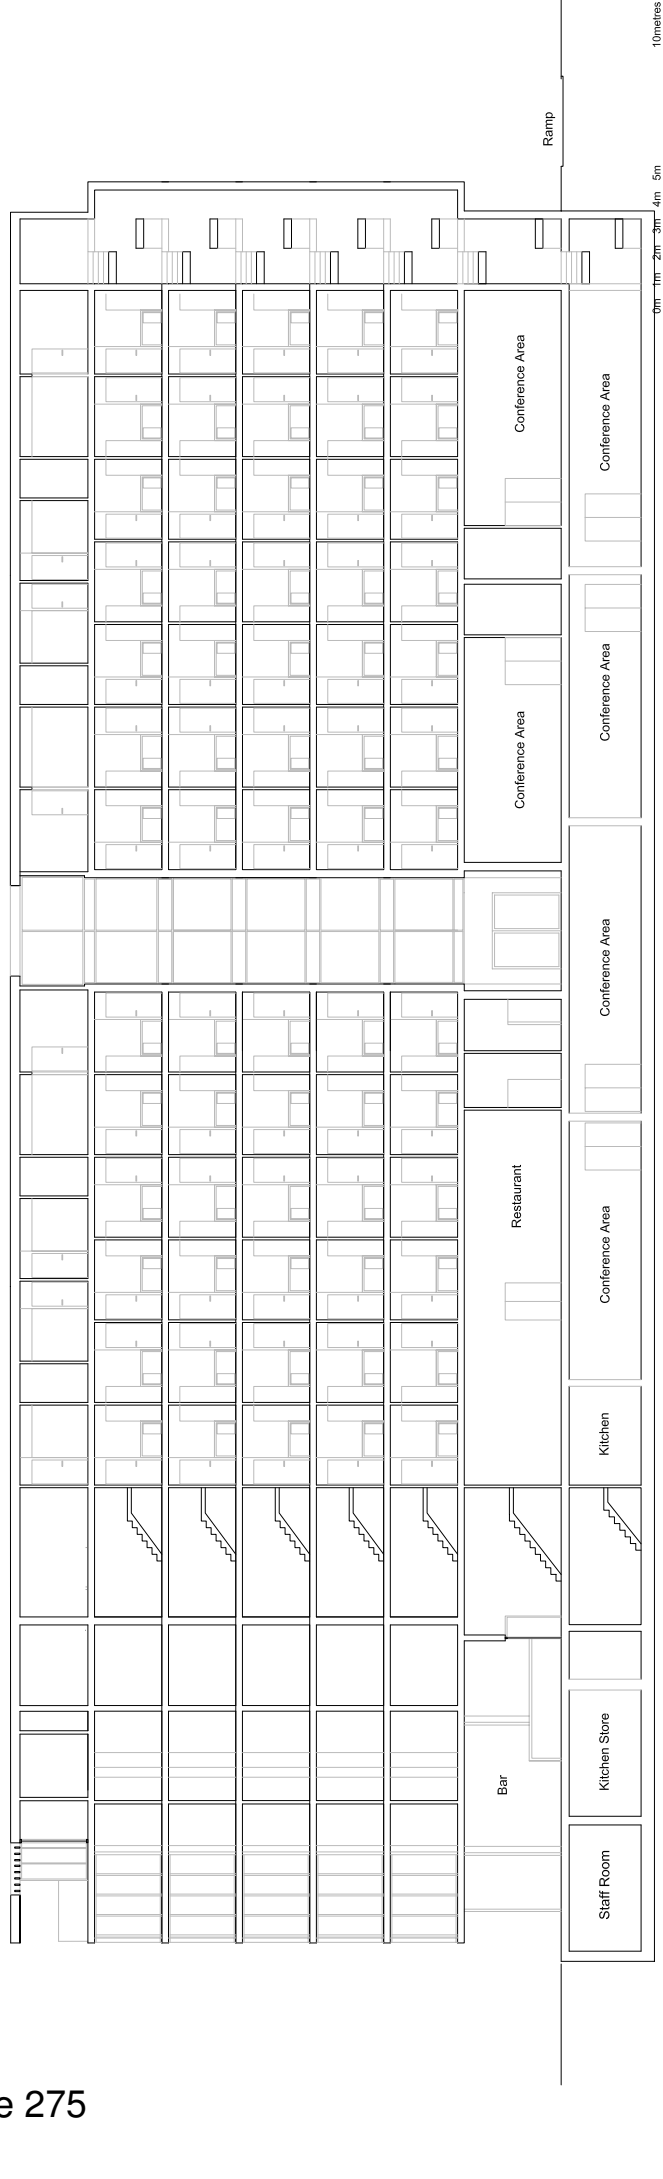 Bar
Restaurant
Conference Area
Conference Area
Ramp
Staff Room
Kitchen Store
Kitchen
Conference Area
Conference Area
Conference Area
Conference Area
0m 1m 2m 3m 4m 5m 10metres
e 275